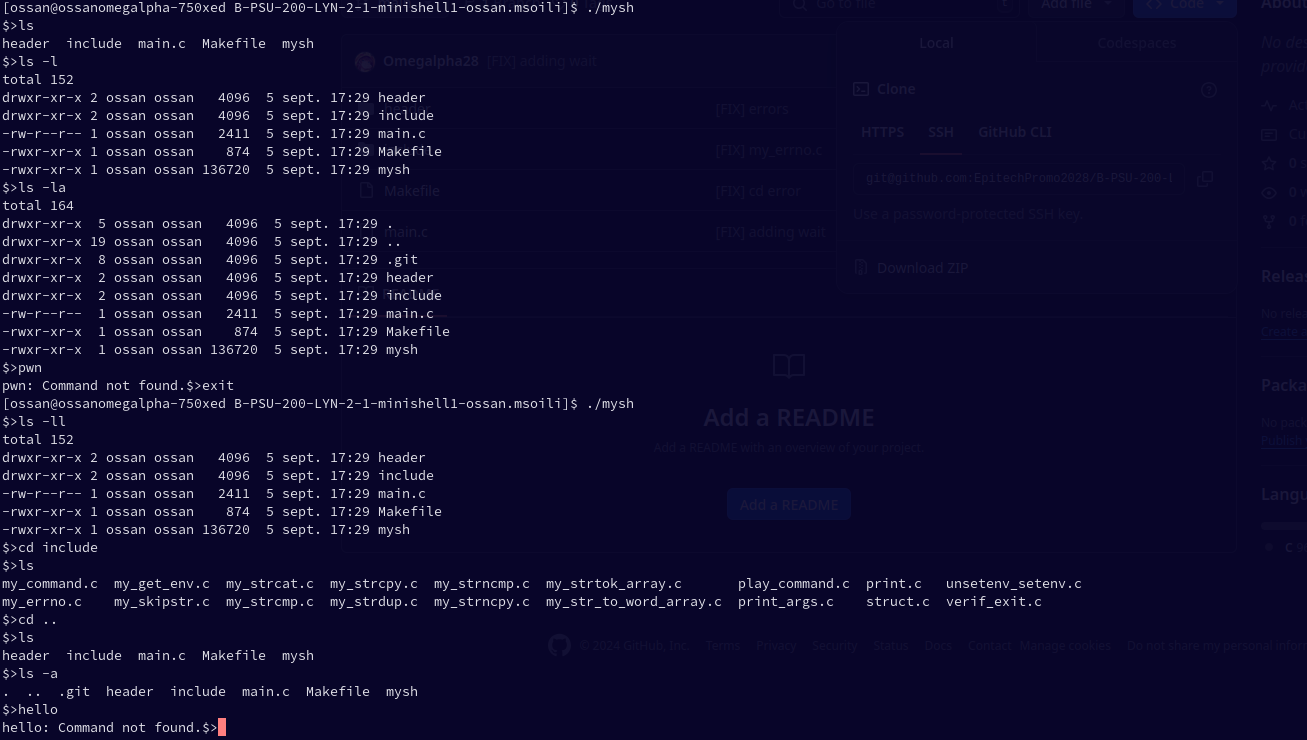 [ossan@ossanomegalpha-750xed B-PSU-200-LYN-2-1-minishell1-ossan.msoili]$ ./mysh
$>ls
header  include  main.c  Makefile  mysh
$>ls -l
total 152
drwxr-xr-x 2 ossan ossan   4096  5 sept. 17:29 header
drwxr-xr-x 2 ossan ossan   4096  5 sept. 17:29 include
-rw-r--r-- 1 ossan ossan   2411  5 sept. 17:29 main.c
-rwxr-xr-x 1 ossan ossan    874  5 sept. 17:29 Makefile
-rwxr-xr-x 1 ossan ossan 136720  5 sept. 17:29 mysh
$>ls -la
total 164
drwxr-xr-x  5 ossan ossan   4096  5 sept. 17:29 .
drwxr-xr-x 19 ossan ossan   4096  5 sept. 17:29 ..
drwxr-xr-x  8 ossan ossan   4096  5 sept. 17:29 .git
drwxr-xr-x  2 ossan ossan   4096  5 sept. 17:29 header
drwxr-xr-x  2 ossan ossan   4096  5 sept. 17:29 include
-rw-r--r--  1 ossan ossan   2411  5 sept. 17:29 main.c
-rwxr-xr-x  1 ossan ossan    874  5 sept. 17:29 Makefile
-rwxr-xr-x  1 ossan ossan 136720  5 sept. 17:29 mysh
$>pwn
pwn: Command not found.$>exit
[ossan@ossanomegalpha-750xed B-PSU-200-LYN-2-1-minishell1-ossan.msoili]$ ./mysh
$>ls -ll
total 152
drwxr-xr-x 2 ossan ossan   4096  5 sept. 17:29 header
drwxr-xr-x 2 ossan ossan   4096  5 sept. 17:29 include
-rw-r--r-- 1 ossan ossan   2411  5 sept. 17:29 main.c
-rwxr-xr-x 1 ossan ossan    874  5 sept. 17:29 Makefile
-rwxr-xr-x 1 ossan ossan 136720  5 sept. 17:29 mysh
$>cd include
$>ls
my_command.c  my_get_env.c  my_strcat.c  my_strcpy.c  my_strncmp.c  my_strtok_array.c       play_command.c  print.c   unsetenv_setenv.c
my_errno.c    my_skipstr.c  my_strcmp.c  my_strdup.c  my_strncpy.c  my_str_to_word_array.c  print_args.c    struct.c  verif_exit.c
$>cd ..
$>ls
header  include  main.c  Makefile  mysh
$>ls -a
.  ..  .git  header  include  main.c  Makefile  mysh
$>hello
hello: Command not found.$>
Go to file
Add file
Code
About
Local
Codespaces
Omegalpha28 [FIX] adding wait
Clone
[FIX] errors
HTTPS SSH GitHub CLI
[FIX] my_errno.c
git@github.com:EpitechPromo2028/B-PSU-200-L
Makefile [FIX] cd error
Use a password-protected SSH key.
main.c [FIX] adding wait
Download ZIP
Add a README
Add a README with an overview of your project.
Add a README
© 2024 GitHub, Inc. Terms Privacy Security Status Docs Contact Manage cookies Do not share my personal infor